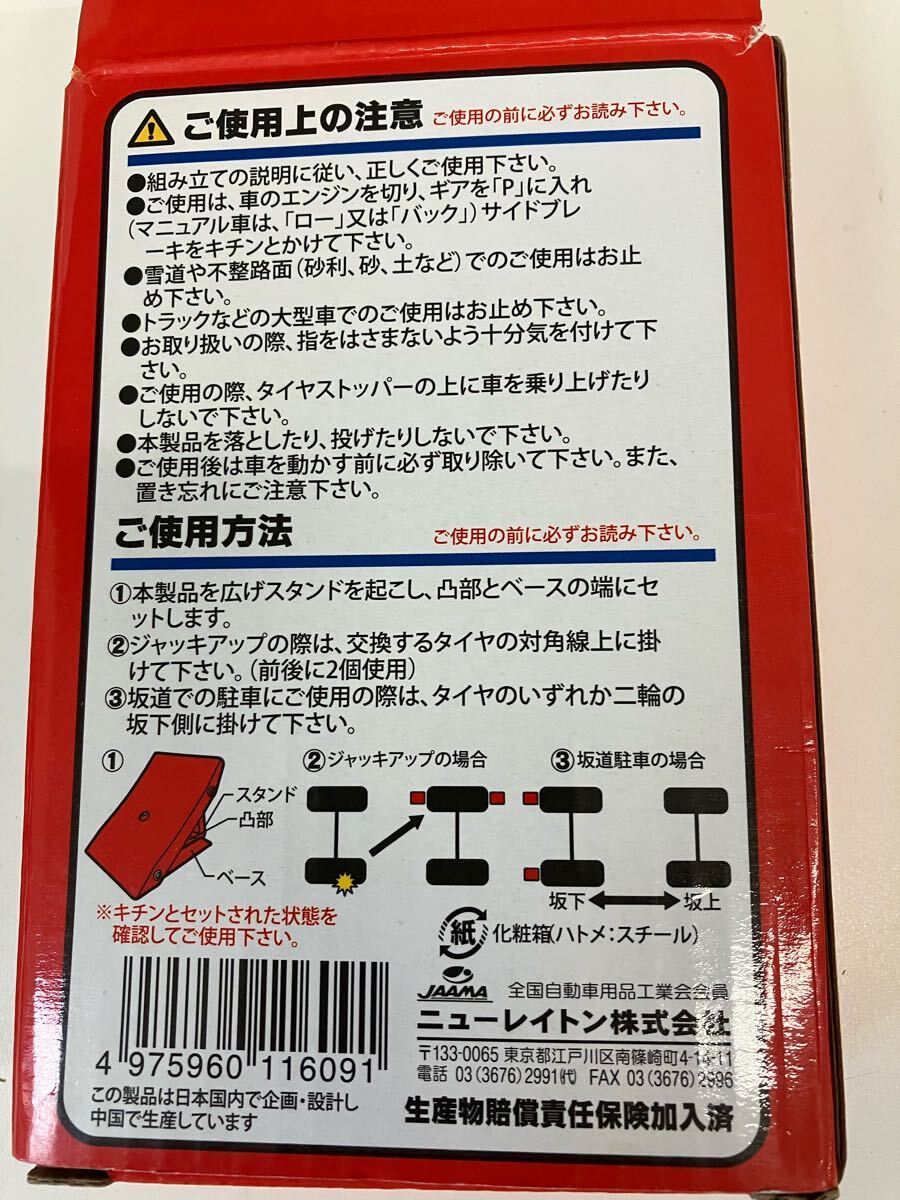 ご使用上の注意 ご使用の前に必ずお読み下さい。
●組み立ての説明に従い、正しくご使用下さい。
●ご使用は、車のエンジンを切り、ギアを「P」に入れ
(マニュアル車は、「ロー」又は「バック」)サイドブレ
ーキをキチンとかけて下さい。
●雪道や不整路面(砂利、砂、土など)でのご使用はお止
め下さい。
●トラックなどの大型車でのご使用はお止め下さい。
●お取り扱いの際、指をはさまないよう十分気を付けて下
さい。
●ご使用の際、タイヤストッパーの上に車を乗り上げたり
しないで下さい。
●本製品を落としたり、投げたりしないで下さい。
●ご使用後は車を動かす前に必ず取り除いて下さい。また、
置き忘れにご注意下さい。
ご使用方法 ご使用の前に必ずお読み下さい。
①本製品を広げスタンドを起こし、凸部とベースの端にセ
ットします。
②ジャッキアップの際は、交換するタイヤの対角線上に掛
けて下さい。(前後に2個使用)
③坂道での駐車にご使用の際は、タイヤのいずれか二輪の
坂下側に掛けて下さい。
① ②ジャッキアップの場合 ③坂道駐車の場合
スタンド
凸部
ベース
坂下 坂上
※キチンとセットされた状態を
確認してご使用下さい。
紙 化粧箱(ハトメ:スチール)
JAAMA 全国自動車用品工業会会員
ニューレイトン株式会社
〒133-0065 東京都江戸川区南篠崎町4-14-11
電話 03(3676)2991㈹ FAX 03(3676)2996
生産物賠償責任保険加入済
4 975960 116091
この製品は日本国内で企画・設計し
中国で生産しています